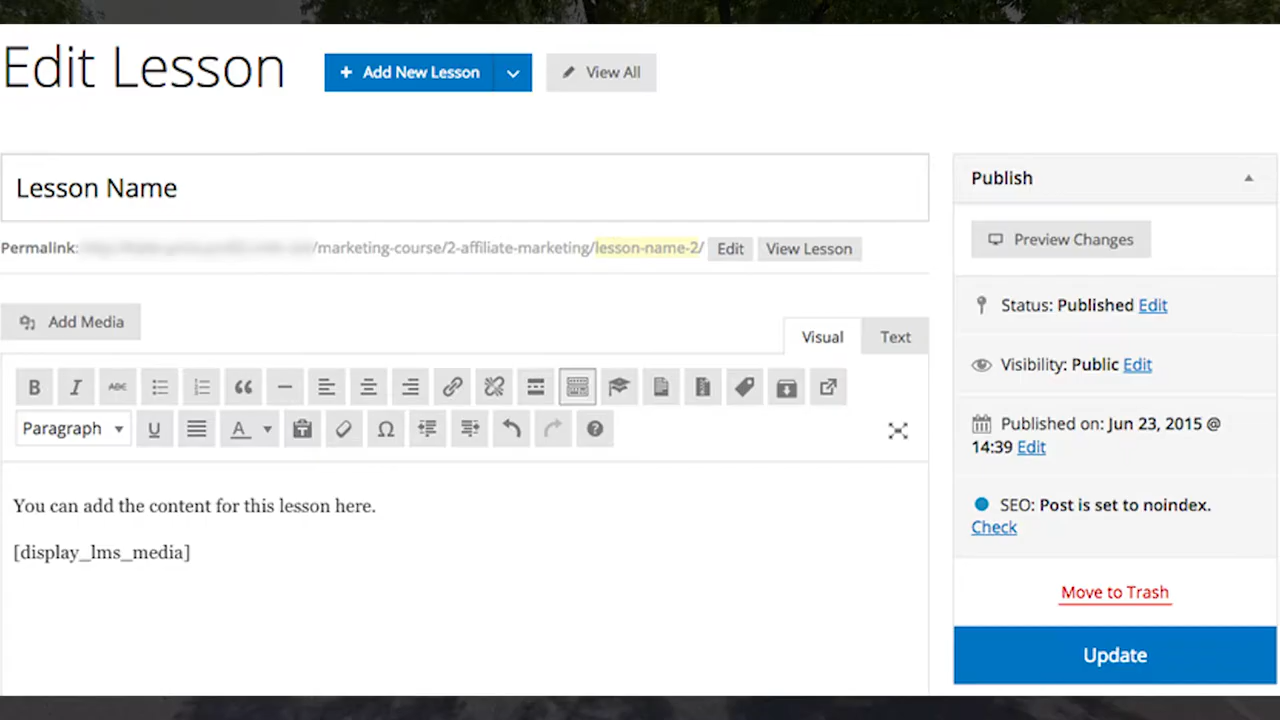 Edit Lesson
Add New Lesson
View All
Lesson Name
Permalink: /marketing-course/2-affiliate-marketing/lesson-name-2/ Edit View Lesson
Add Media
Visual Text
B I ABC
Paragraph U A Ω ?
You can add the content for this lesson here.
[display_lms_media]
Publish
Preview Changes
Status: Published Edit
Visibility: Public Edit
Published on: Jun 23, 2015 @
14:39 Edit
SEO: Post is set to noindex.
Check
Move to Trash
Update